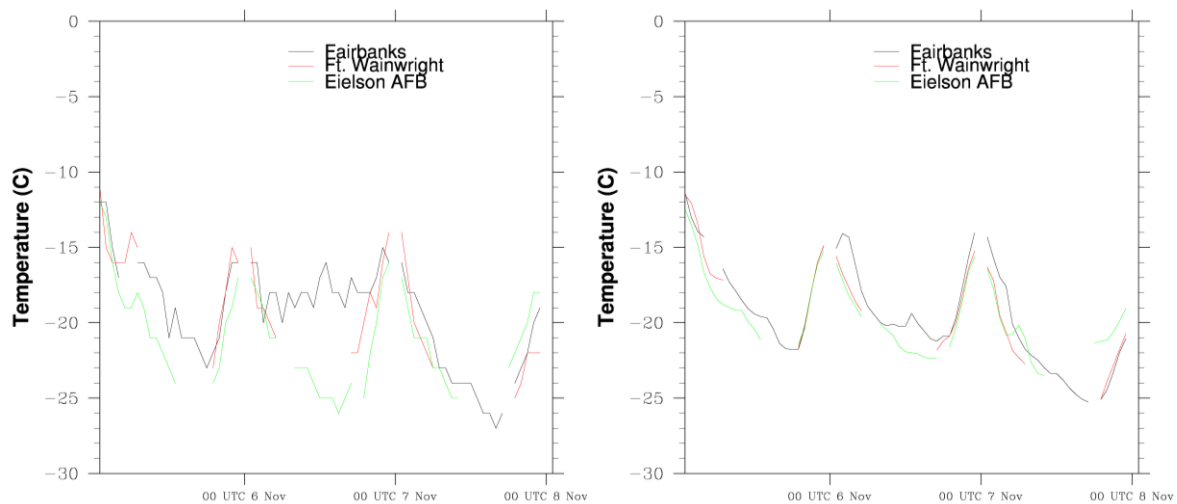 0
-5
-10
-15
-20
-25
-30
Temperature (C)
Fairbanks
Ft. Wainwright
Eielson AFB
00 UTC 6 Nov
00 UTC 7 Nov
00 UTC 8 Nov
0
-5
-10
-15
-20
-25
-30
Temperature (C)
Fairbanks
Ft. Wainwright
Eielson AFB
00 UTC 6 Nov
00 UTC 7 Nov
00 UTC 8 Nov